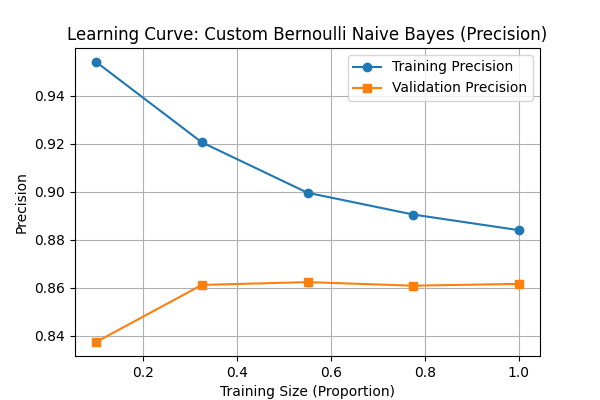 Learning Curve: Custom Bernoulli Naive Bayes (Precision)
Training Precision
Validation Precision
0.94
0.92
0.90
0.88
0.86
0.84
Precision
0.2 0.4 0.6 0.8 1.0
Training Size (Proportion)